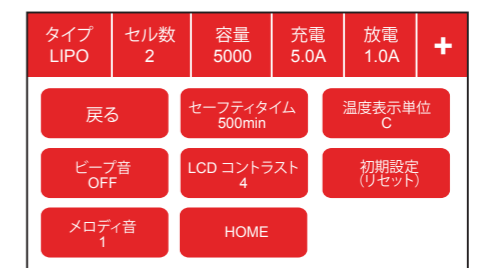 タイプ セル数 容量 充電 放電 +
LIPO 2 5000 5.0A 1.0A
戻る セーフティタイム 温度表示単位
500min C
ビープ音 LCD コントラスト 初期設定
OFF 4 (リセット)
メロディ音 HOME
1